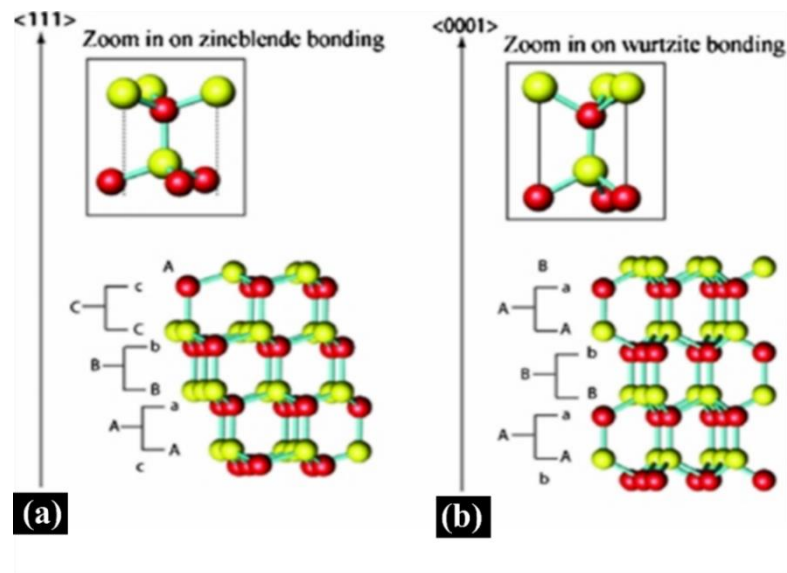 <111>
Zoom in on zincblende bonding
A
c
C
C
b
B
B
a
A
A
c
(a)
<0001>
Zoom in on wurtzite bonding
B
a
A
A
b
B
B
a
A
A
b
(b)